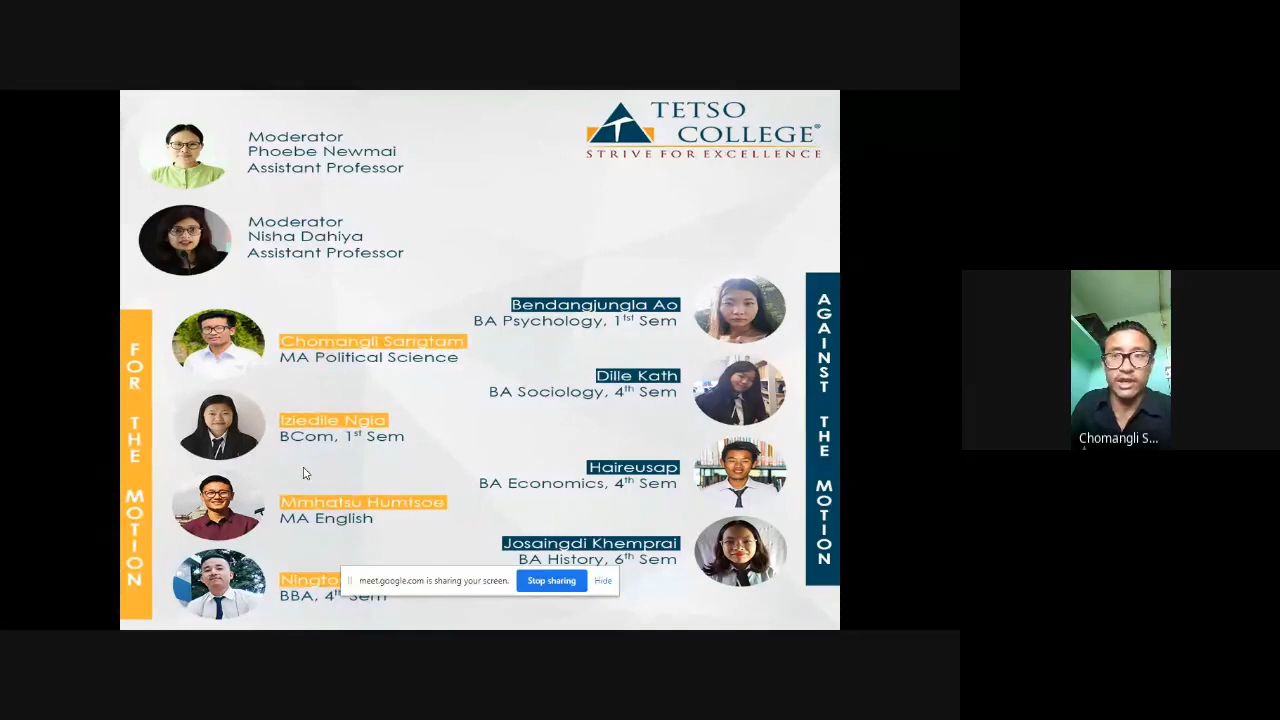 TETSO
COLLEGE®
STRIVE FOR EXCELLENCE
Moderator
Phoebe Newmai
Assistant Professor
Moderator
Nisha Dahiya
Assistant Professor
FOR THE MOTION
Chomangli Sangtam
MA Political Science
Iziedile Ngia
BCom, 1st Sem
Mmhatsu Humtsoe
MA English
BBA, 4th Sem
Bendangjungla Ao
BA Psychology, 1fst Sem
Dille Kath
BA Sociology, 4th Sem
Haireusap
BA Economics, 4th Sem
Josaingdi Khemprai
BA History, 6th Sem
AGAINST THE MOTION
meet.google.com is sharing your screen. Stop sharing Hide
Chomangli S...